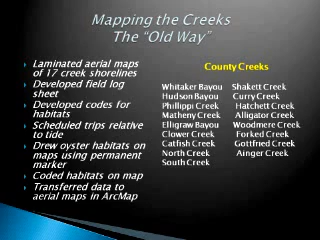 Mapping the Creeks
The “Old Way”
Laminated aerial maps
of 17 creek shorelines
Developed field log
sheet
Developed codes for
habitats
Scheduled trips relative
to tide
Drew oyster habitats on
maps using permanent
marker
Coded habitats on map
Transferred data to
aerial maps in ArcMap
County Creeks
Whitaker Bayou Shakett Creek
Hudson Bayou Curry Creek
Phillippi Creek Hatchett Creek
Matheny Creek Alligator Creek
Elligraw Bayou Woodmere Creek
Clower Creek Forked Creek
Catfish Creek Gottfried Creek
North Creek Ainger Creek
South Creek